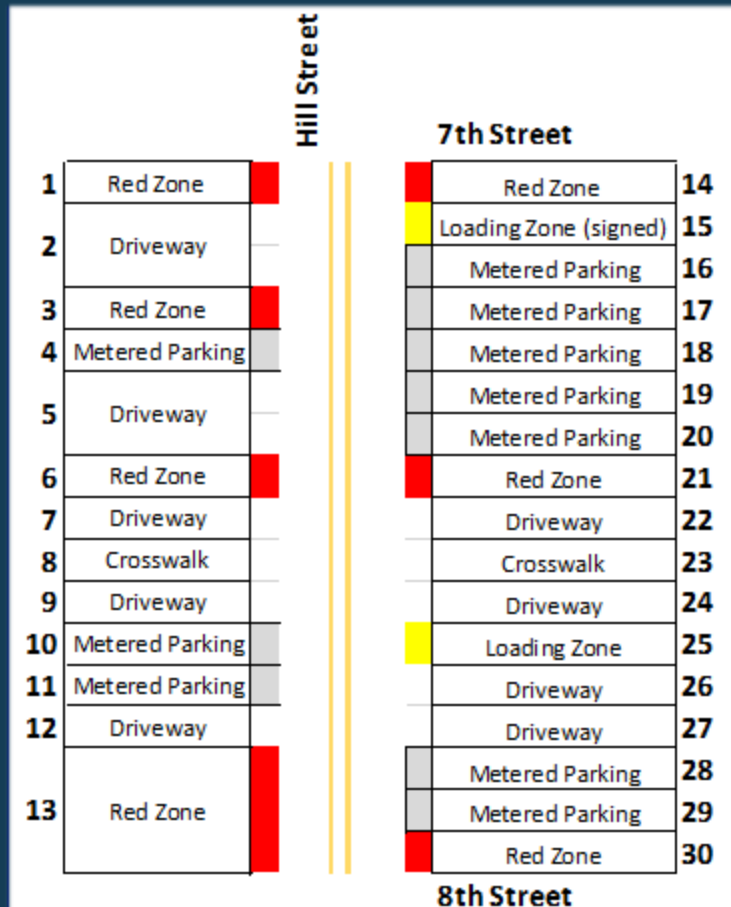 Hill Street
7th Street
1 Red Zone
2 Driveway
3 Red Zone
4 Metered Parking
5 Driveway
6 Red Zone
7 Driveway
8 Crosswalk
9 Driveway
10 Metered Parking
11 Metered Parking
12 Driveway
13 Red Zone
Red Zone 14
Loading Zone (signed) 15
Metered Parking 16
Metered Parking 17
Metered Parking 18
Metered Parking 19
Metered Parking 20
Red Zone 21
Driveway 22
Crosswalk 23
Driveway 24
Loading Zone 25
Driveway 26
Driveway 27
Metered Parking 28
Metered Parking 29
Red Zone 30
8th Street